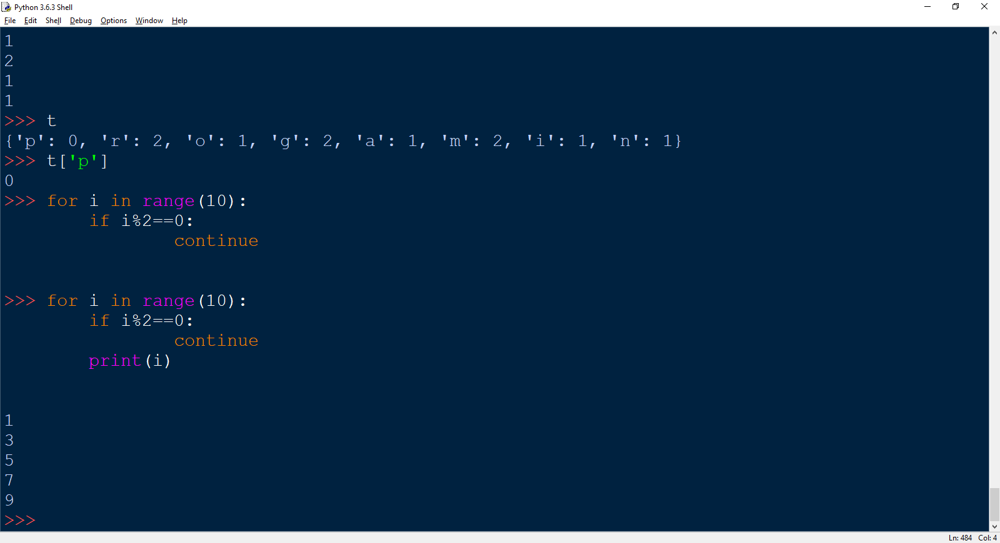 Python 3.6.3 Shell
File Edit Shell Debug Options Window Help
1
2
1
1
>>> t
{'p': 0, 'r': 2, 'o': 1, 'g': 2, 'a': 1, 'm': 2, 'i': 1, 'n': 1}
>>> t['p']
0
>>> for i in range(10):
        if i%2==0:
                continue
>>> for i in range(10):
        if i%2==0:
                continue
        print(i)
1
3
5
7
9
>>>
Ln: 484 Col: 4